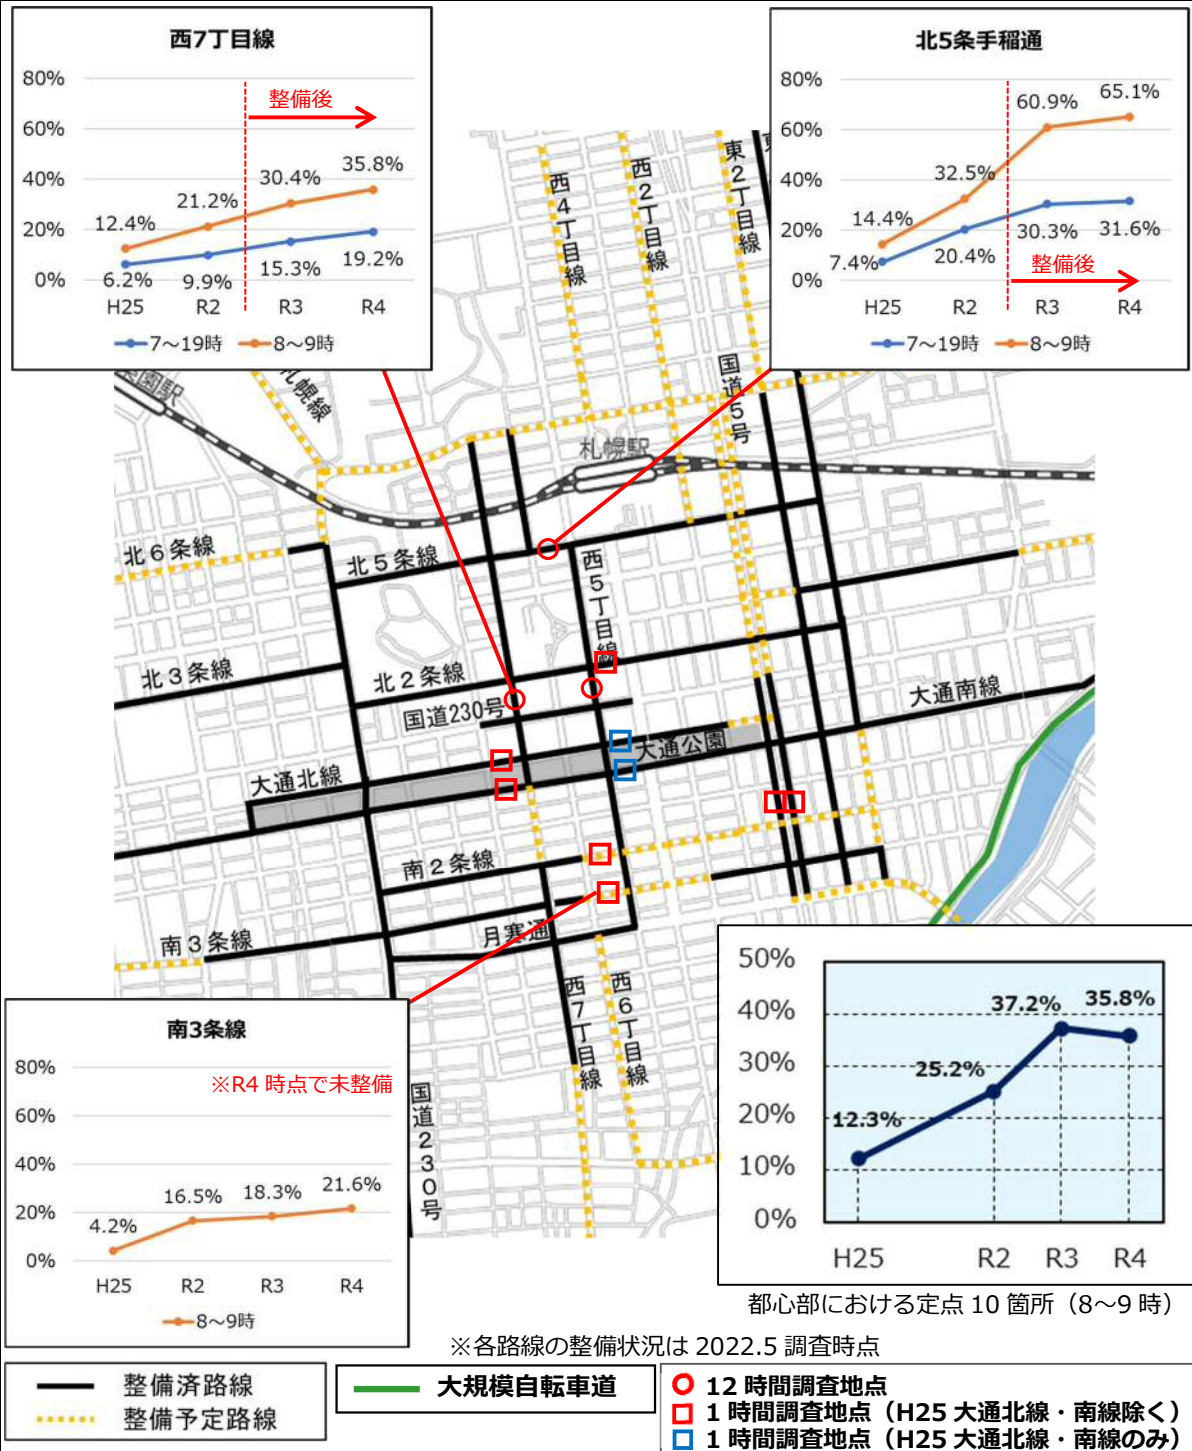 西7丁目線
80%
60%
40%
20%
0%
整備後
12.4%
21.2%
30.4%
35.8%
6.2%
9.9%
15.3%
19.2%
H25 R2 R3 R4
7～19時 8～9時
北5条手稲通
80%
60%
40%
20%
0%
14.4%
32.5%
60.9%
65.1%
7.4%
20.4%
30.3%
31.6%
整備後
H25 R2 R3 R4
7～19時 8～9時
西4丁目線
西2丁目線
東2丁目線
国道5号
札幌線
札幌駅
北6条線
北5条線
西5丁目線
北3条線
北2条線
国道230号
大通南線
大通公園
大通北線
南2条線
南3条線
月寒通
西7丁目線
西6丁目線
国道230号
南3条線
80%
60%
40%
20%
0%
※R4 時点で未整備
4.2%
16.5%
18.3%
21.6%
H25 R2 R3 R4
8～9時
50%
40%
30%
20%
10%
0%
12.3%
25.2%
37.2%
35.8%
H25 R2 R3 R4
都心部における定点 10 箇所（8～9 時）
※各路線の整備状況は 2022.5 調査時点
整備済路線
整備予定路線
大規模自転車道
12 時間調査地点
1 時間調査地点（H25 大通北線・南線除く）
1 時間調査地点（H25 大通北線・南線のみ）